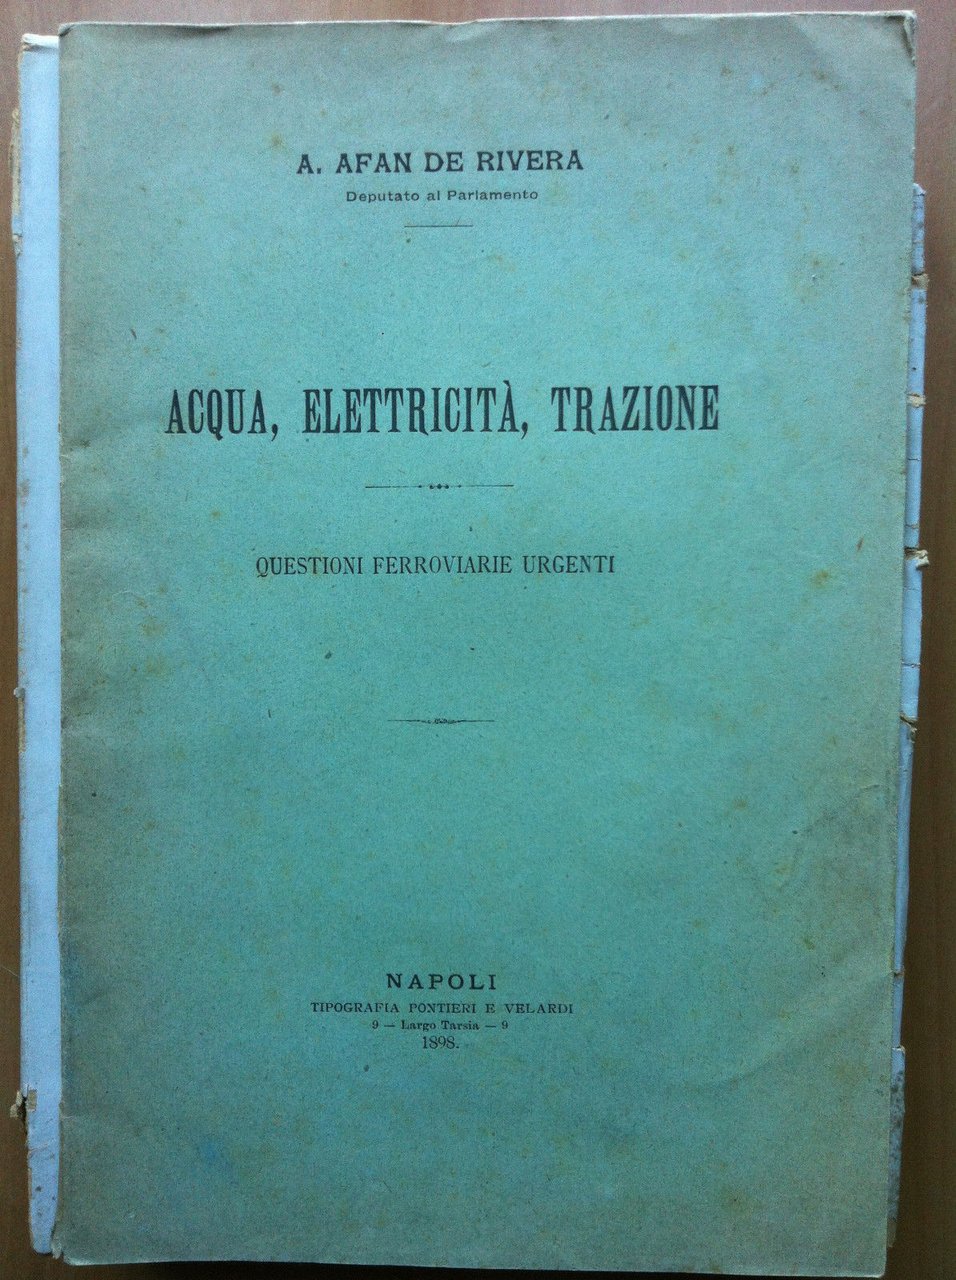 A. AFAN DE RIVERA
Deputato al Parlamento
ACQUA, ELETTRICITÀ, TRAZIONE
QUESTIONI FERROVIARIE URGENTI
NAPOLI
TIPOGRAFIA PONTIERI E VELARDI
9 — Largo Tarsia — 9
1898.